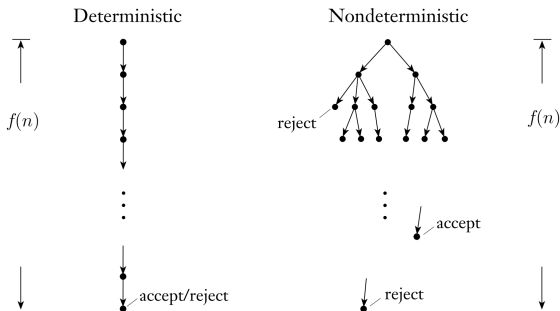 Deterministic
Nondeterministic
f(n)
f(n)
reject
accept
accept/reject
reject